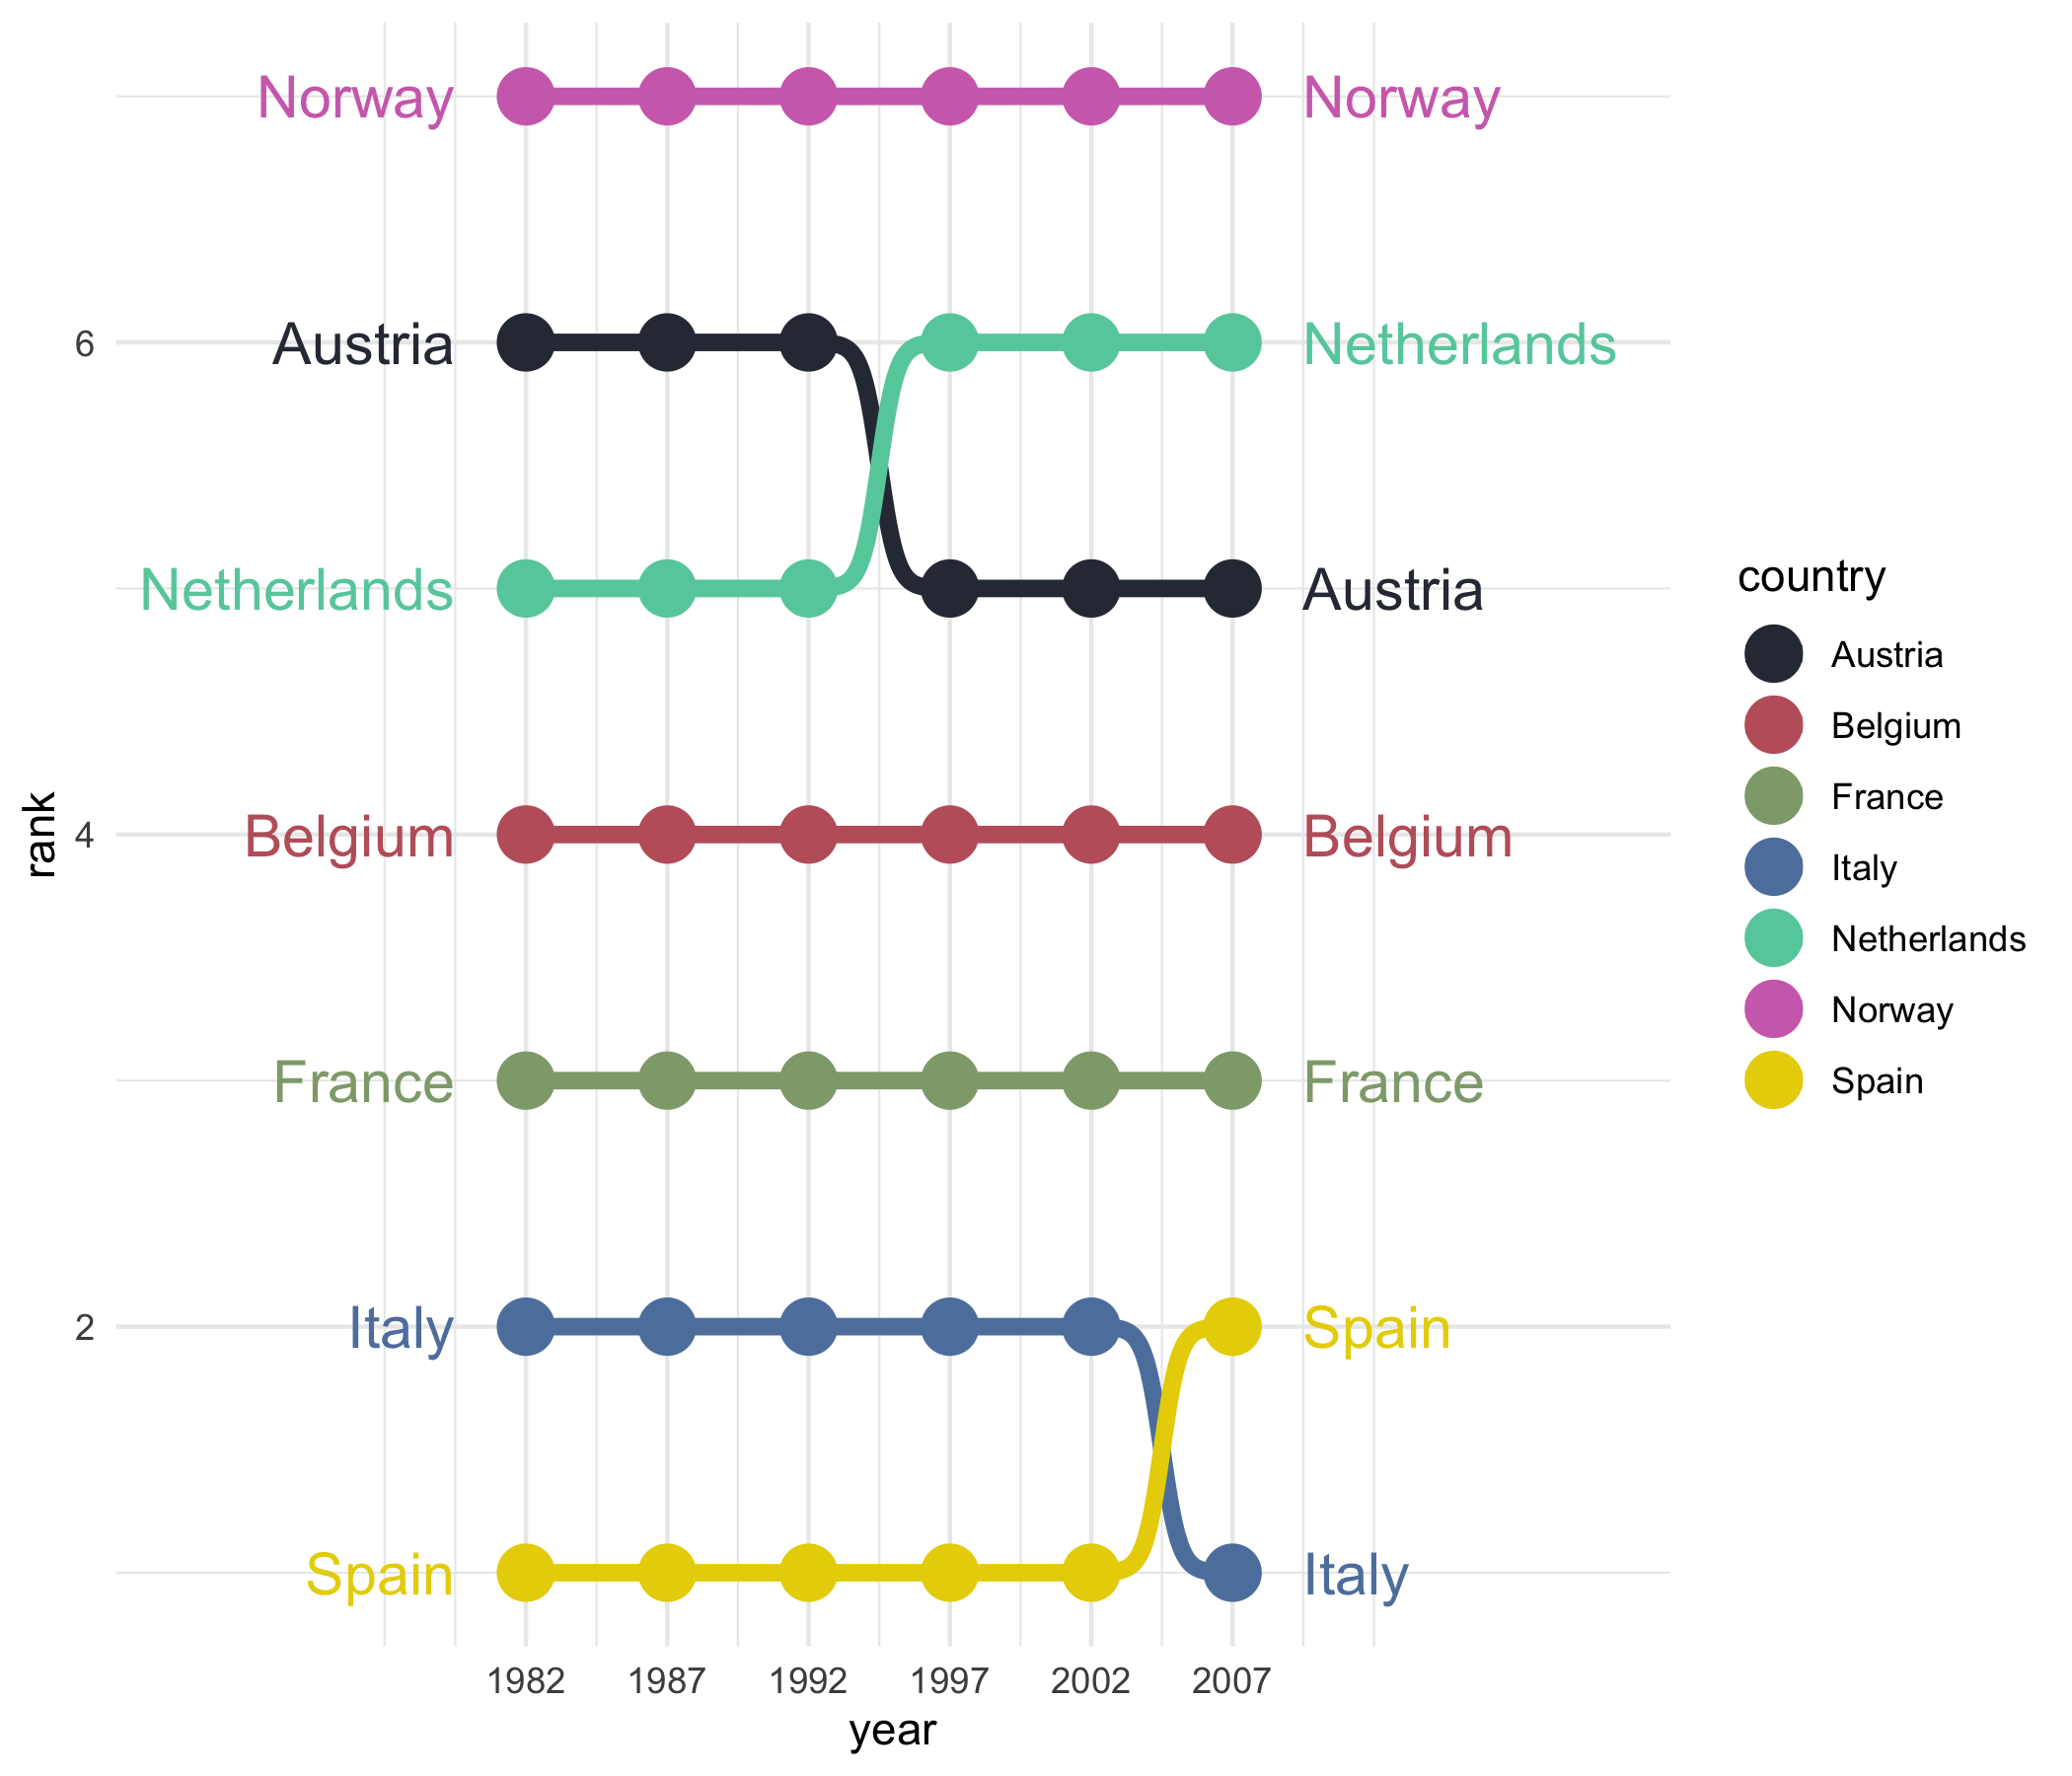 Norway
Norway
6
Austria
Netherlands
Netherlands
Austria
rank
4
Belgium
Belgium
France
France
2
Italy
Spain
Spain
Italy
1982 1987 1992 1997 2002 2007
year
country
Austria
Belgium
France
Italy
Netherlands
Norway
Spain